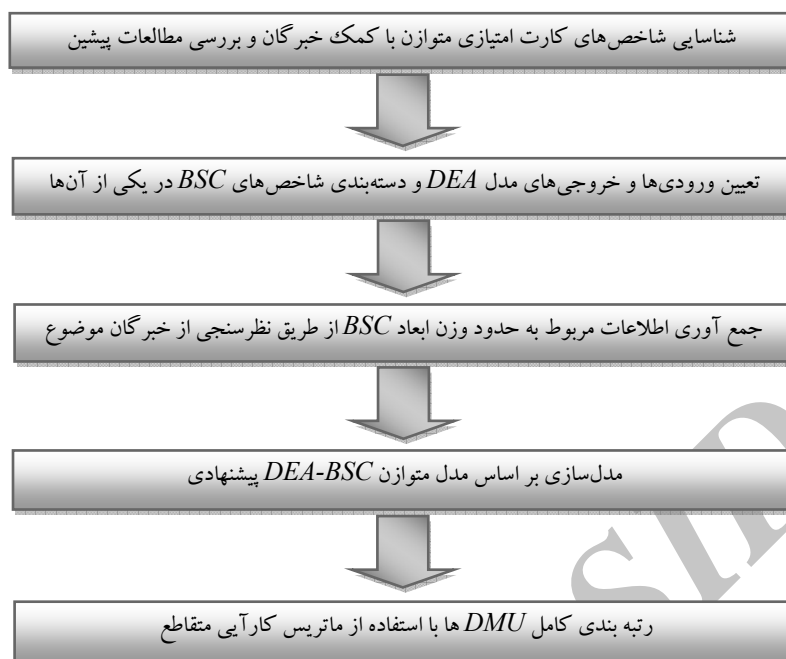 شناسایی شاخص‌های کارت امتیازی متوازن با کمک خبرگان و بررسی مطالعات پیشین
تعیین ورودی‌ها و خروجی‌های مدل DEA و دسته‌بندی شاخص‌های BSC در یکی از آن‌ها
جمع آوری اطلاعات مربوط به حدود وزن ابعاد BSC از طریق نظرسنجی از خبرگان موضوع
مدل‌سازی بر اساس مدل متوازن DEA-BSC پیشنهادی
رتبه بندی کامل DMU ها با استفاده از ماتریس کارآیی متقاطع
SID